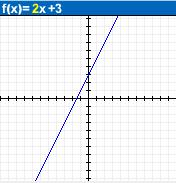 f(x)= 2x +3